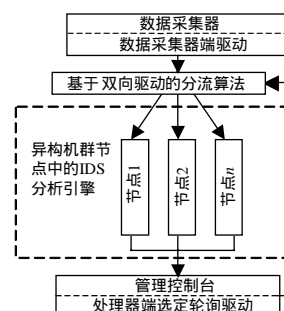 数据采集器
数据采集器端驱动
基于双向驱动的分流算法
异构机群节
点中的IDS
分析引擎
节点1
节点2
节点n
管理控制台
处理器端选定轮询驱动